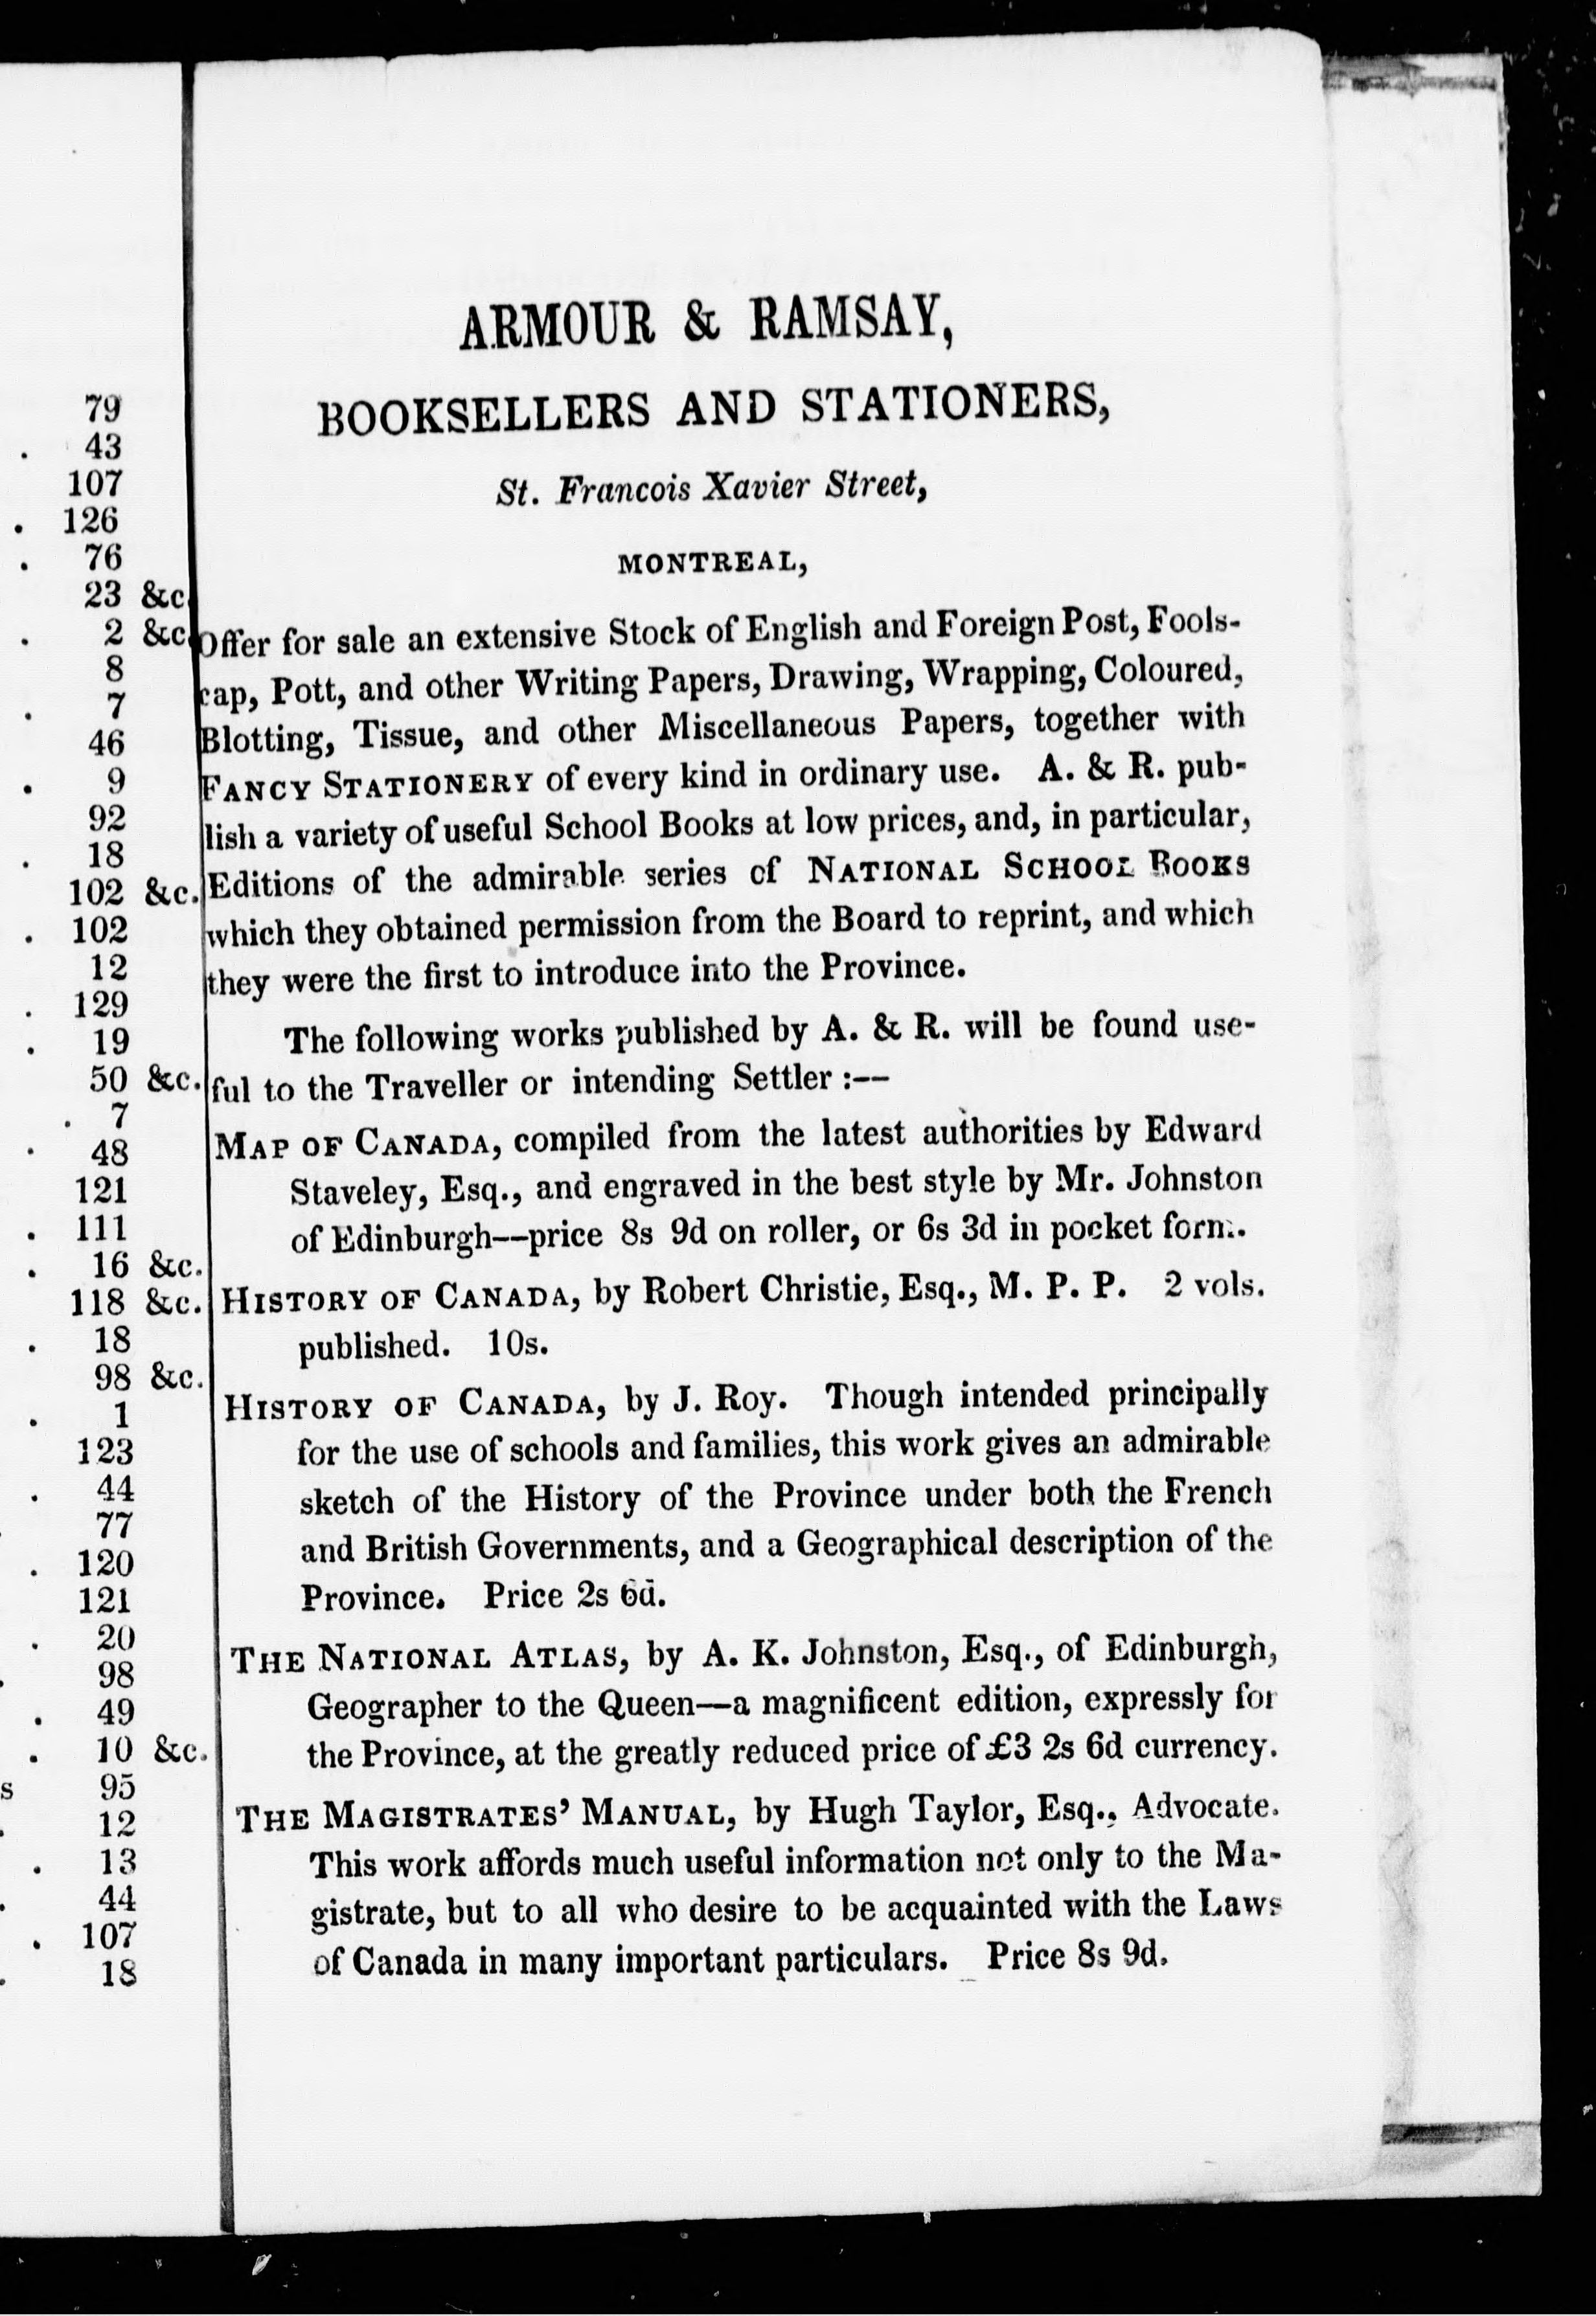 79
. 43
107
. 126
. 76
23 &c.
. 2 &c.
8
. 7
46
. 9
92
. 18
102 &c.
. 102
12
. 129
. 19
50 &c.
. 7
. 48
121
. 111
. 16 &c.
118 &c.
. 18
98 &c.
. 1
123
. 44
77
. 120
121
. 20
. 98
. 49
. 10 &c.
s 95
. 12
. 13
. 44
. 107
. 18
ARMOUR & RAMSAY,
BOOKSELLERS AND STATIONERS,
St. Francois Xavier Street,
MONTREAL,
Offer for sale an extensive Stock of English and Foreign Post, Fools-
cap, Pott, and other Writing Papers, Drawing, Wrapping, Coloured,
Blotting, Tissue, and other Miscellaneous Papers, together with
FANCY STATIONERY of every kind in ordinary use. A. & R. pub-
lish a variety of useful School Books at low prices, and, in particular,
Editions of the admirable series of NATIONAL SCHOOL BOOKS
which they obtained permission from the Board to reprint, and which
they were the first to introduce into the Province.
The following works published by A. & R. will be found use-
ful to the Traveller or intending Settler :--
MAP OF CANADA, compiled from the latest authorities by Edward
Staveley, Esq., and engraved in the best style by Mr. Johnston
of Edinburgh--price 8s 9d on roller, or 6s 3d in pocket form.
HISTORY OF CANADA, by Robert Christie, Esq., M. P. P. 2 vols.
published. 10s.
HISTORY OF CANADA, by J. Roy. Though intended principally
for the use of schools and families, this work gives an admirable
sketch of the History of the Province under both the French
and British Governments, and a Geographical description of the
Province. Price 2s 6d.
THE NATIONAL ATLAS, by A. K. Johnston, Esq., of Edinburgh,
Geographer to the Queen—a magnificent edition, expressly for
the Province, at the greatly reduced price of £3 2s 6d currency.
THE MAGISTRATES' MANUAL, by Hugh Taylor, Esq., Advocate.
This work affords much useful information not only to the Ma-
gistrate, but to all who desire to be acquainted with the Laws
of Canada in many important particulars. Price 8s 9d.